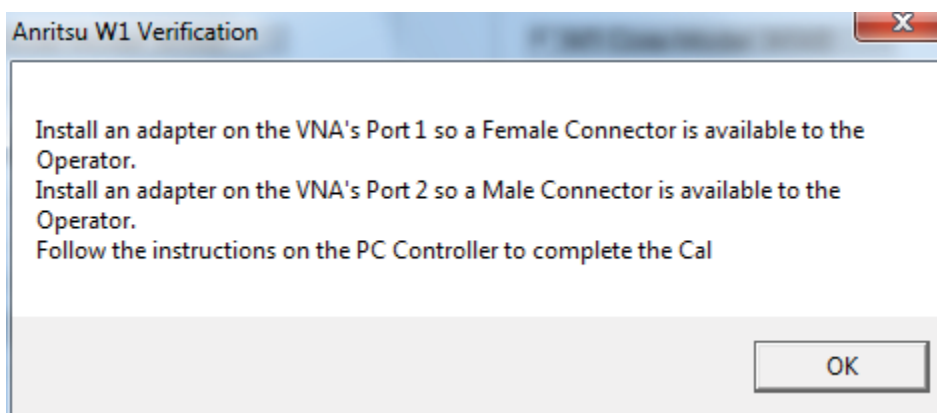 Anritsu W1 Verification
Install an adapter on the VNA's Port 1 so a Female Connector is available to the
Operator.
Install an adapter on the VNA's Port 2 so a Male Connector is available to the
Operator.
Follow the instructions on the PC Controller to complete the Cal
OK